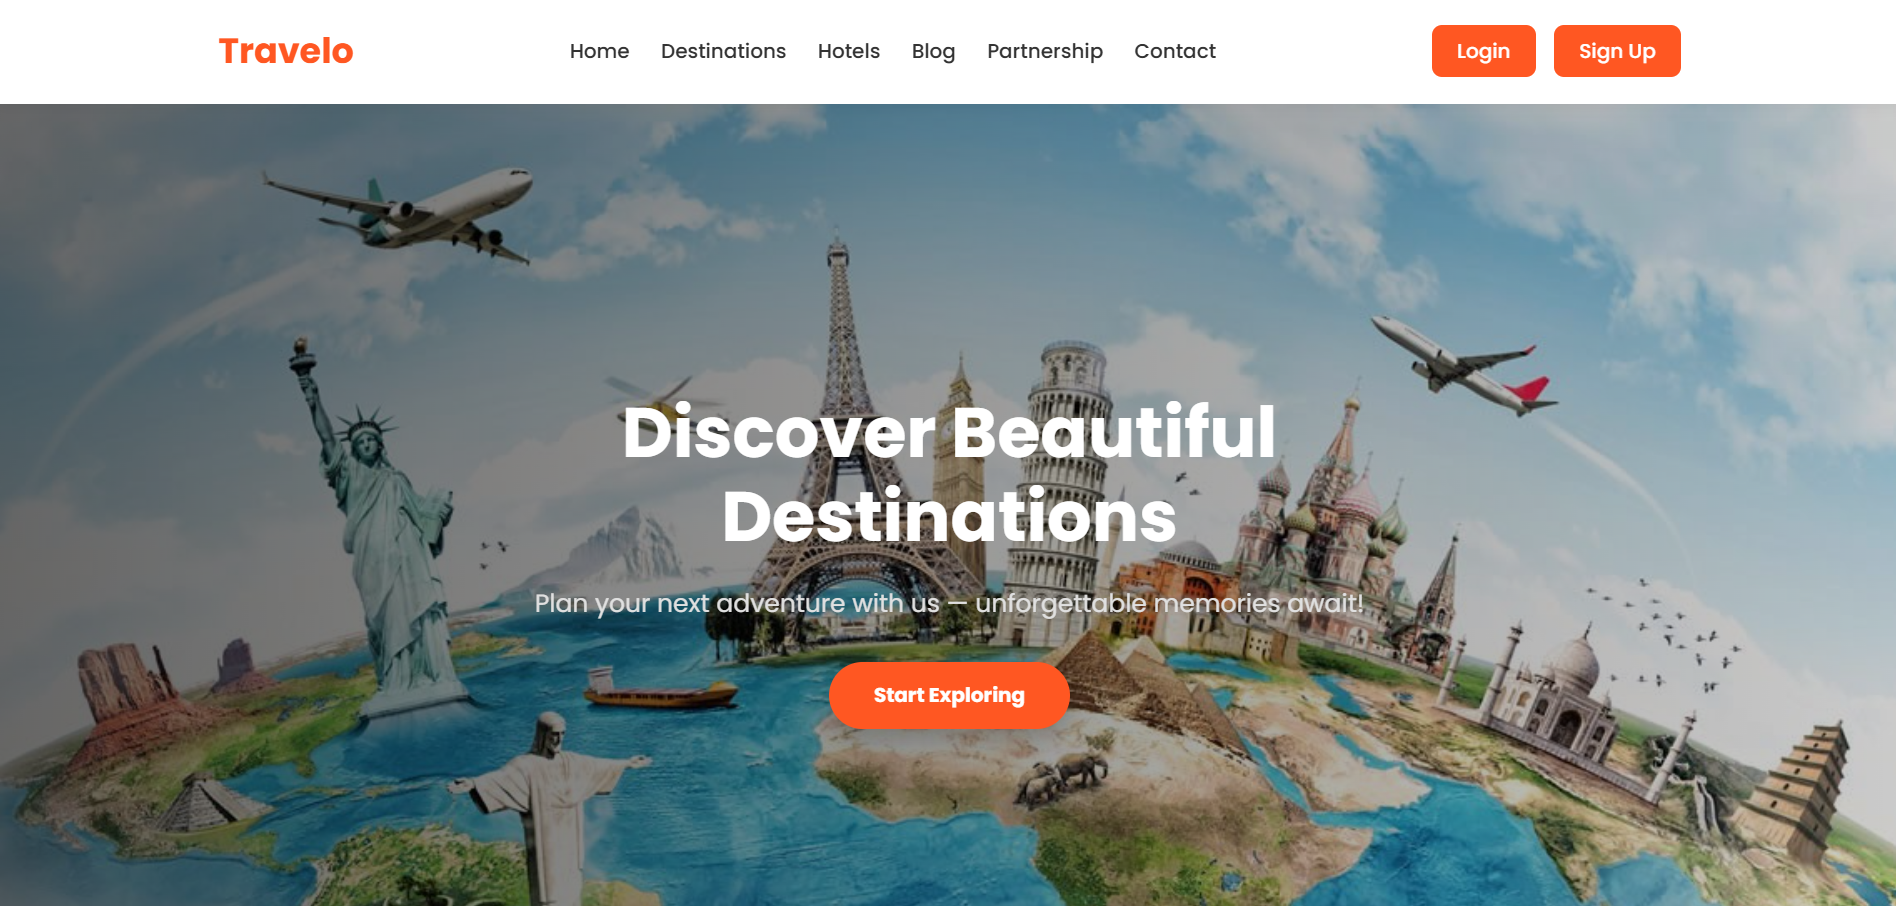 Travelo
Home
Destinations
Hotels
Blog
Partnership
Contact
Login
Sign Up
Discover Beautiful
Destinations
Plan your next adventure with us — unforgettable memories await!
Start Exploring